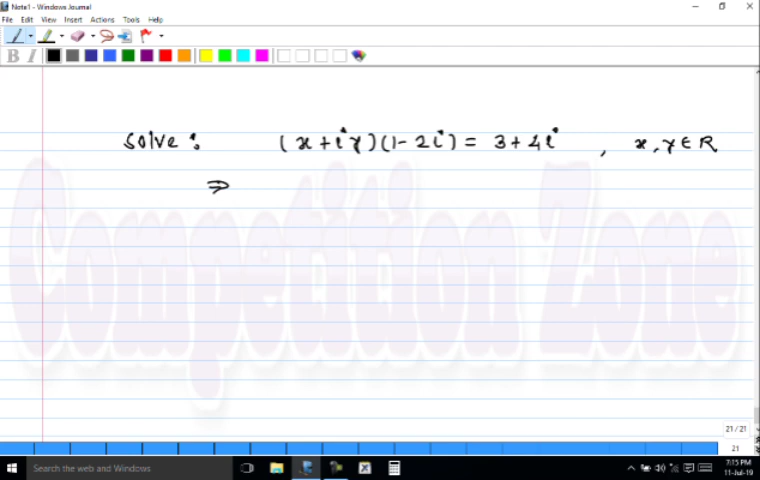 Note1 - Windows Journal
File Edit View Insert Actions Tools Help
B I
Solve : (x+iy)(1-2i) = 3+4i , x, y ∈ R
⇒
Competition Zone
21 / 21
21
Search the web and Windows
7:15 PM
11-Jul-19